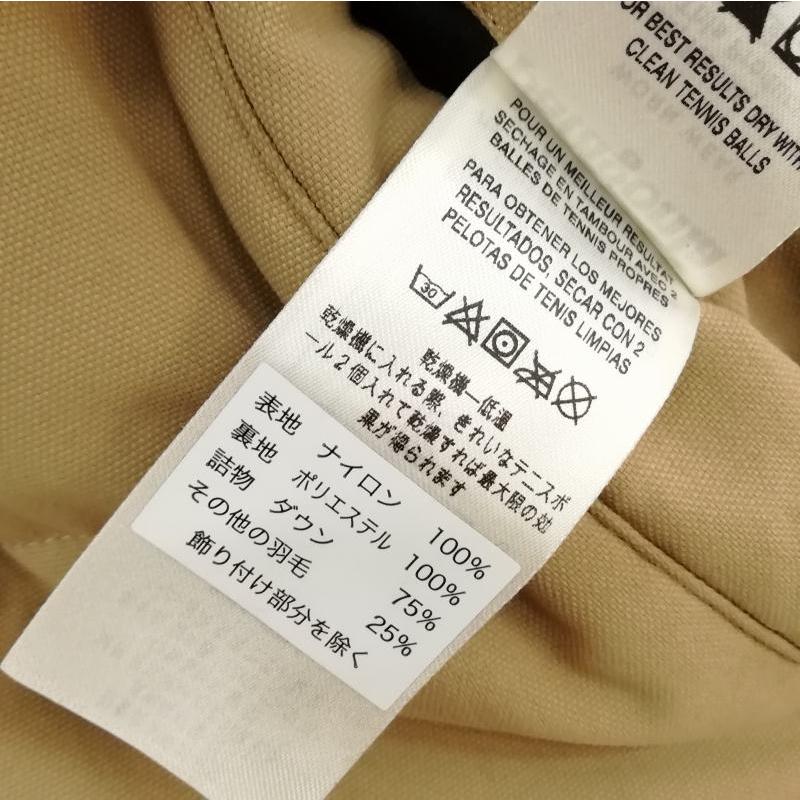 OR BEST RESULTS DRY WITH
CLEAN TENNIS BALLS
POUR UN MEILLEUR RESULTAT,
SECHAGE EN TAMBOUR AVEC 2
BALLES DE TENNIS PROPRES
PARA OBTENER LOS MEJORES
RESULTADOS, SECAR CON 2
PELOTAS DE TENIS LIMPIAS
30
乾燥機ー低温
乾燥機に入れる際、きれいなテニスボ
ール2個入れて乾燥すれば最大限の効
果が得られます
表地 ナイロン 100%
裏地 ポリエステル 100%
詰物 ダウン 75%
その他の羽毛 25%
飾り付け部分を除く